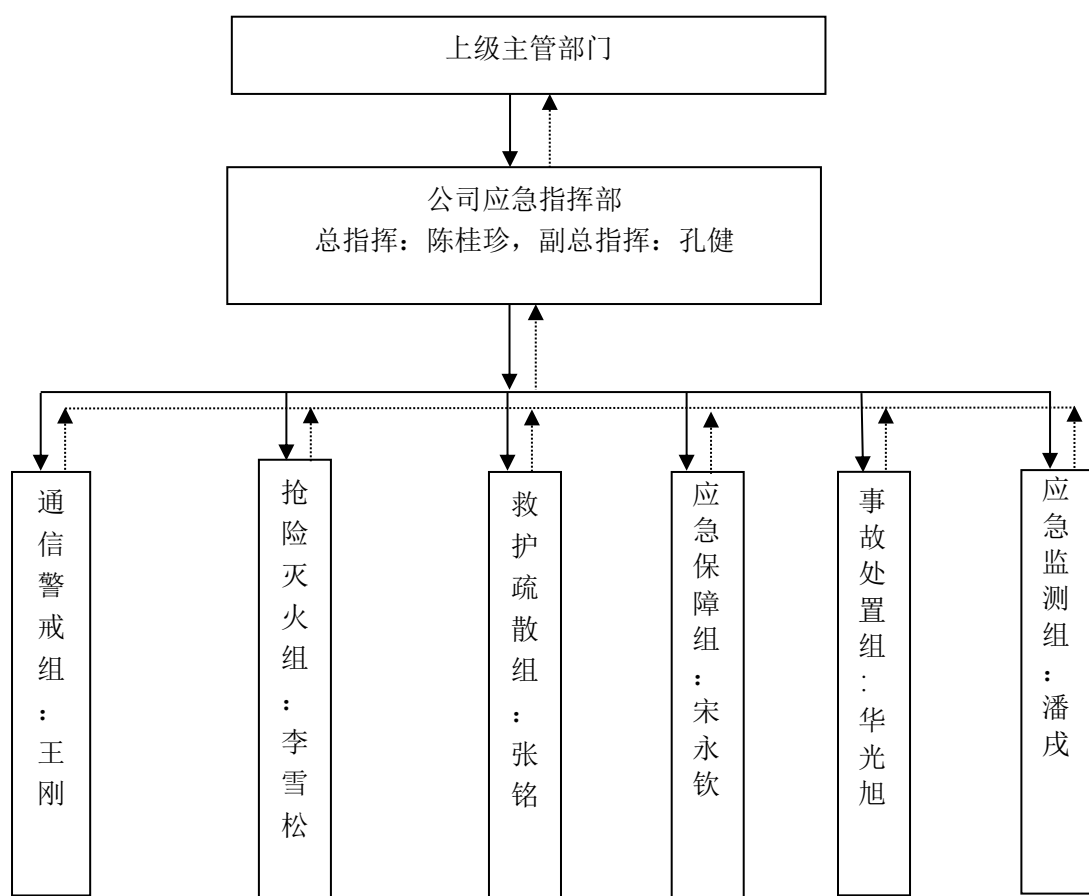 上级主管部门
公司应急指挥部
总指挥：陈桂珍，副总指挥：孔健
通信警戒组：王刚
抢险灭火组：李雪松
救护疏散组：张铭
应急保障组：宋永钦
事故处置组：华光旭
应急监测组：潘戌